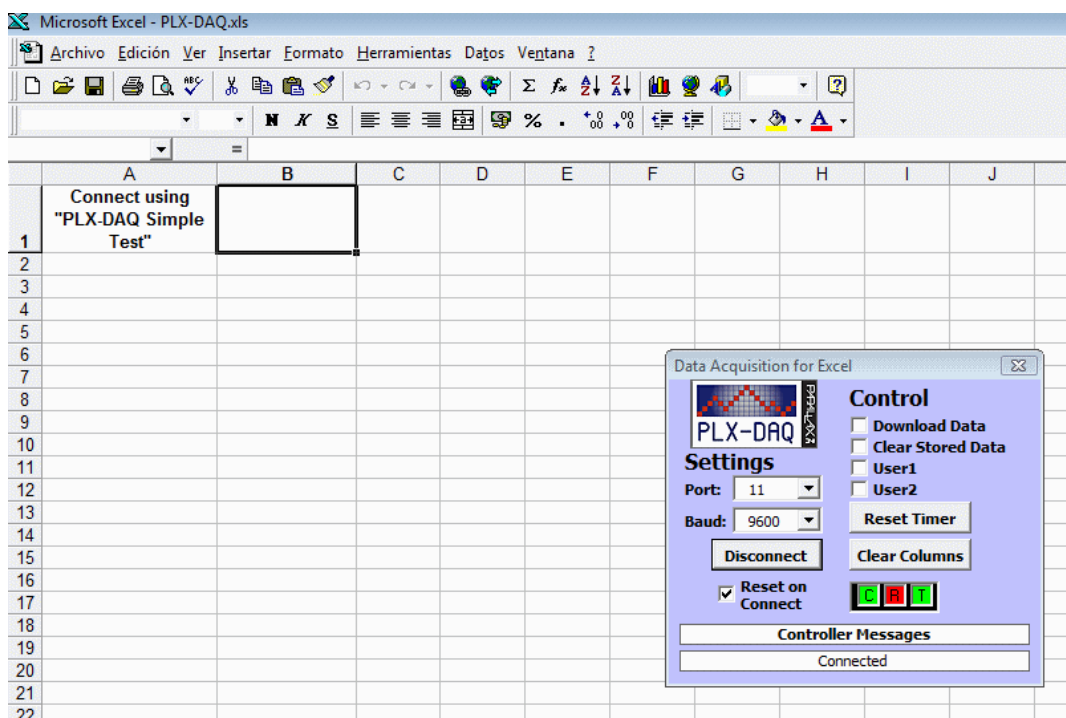 Microsoft Excel - PLX-DAQ.xls
Archivo Edición Ver Insertar Formato Herramientas Datos Ventana ?
N K S % .
=
A B C D E F G H I J
Connect using
"PLX-DAQ Simple
Test"
1
2
3
4
5
6
7
8
9
10
11
12
13
14
15
16
17
18
19
20
21
22
Data Acquisition for Excel
PLX-DAQ
PARALLAX
Control
Download Data
Clear Stored Data
User1
User2
Settings
Port: 11
Baud: 9600
Reset Timer
Disconnect
Clear Columns
Reset on
Connect
C R T
Controller Messages
Connected